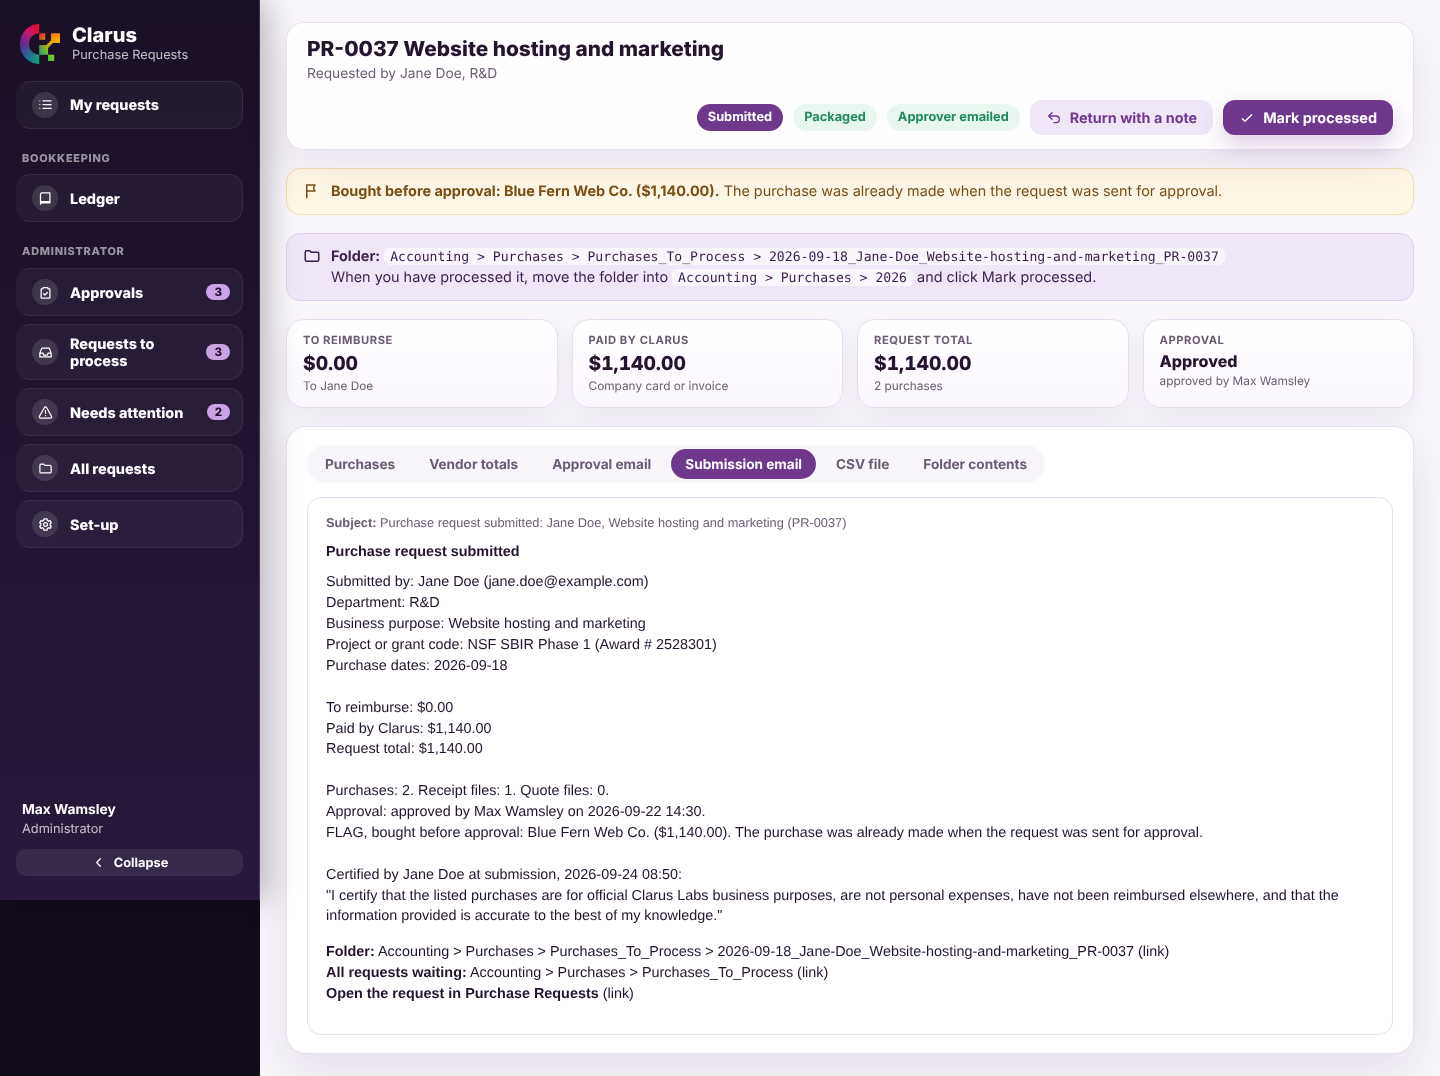 Clarus
Purchase Requests
My requests
BOOKKEEPING
Ledger
ADMINISTRATOR
Approvals
3
Requests to
process
3
Needs attention
2
All requests
Set-up
Max Wamsley
Administrator
Collapse
PR-0037 Website hosting and marketing
Requested by Jane Doe, R&D
Submitted
Packaged
Approver emailed
Return with a note
Mark processed
Bought before approval: Blue Fern Web Co. ($1,140.00). The purchase was already made when the request was sent for approval.
Folder: Accounting > Purchases > Purchases_To_Process > 2026-09-18_Jane-Doe_Website-hosting-and-marketing_PR-0037
When you have processed it, move the folder into Accounting > Purchases > 2026 and click Mark processed.
TO REIMBURSE
$0.00
To Jane Doe
PAID BY CLARUS
$1,140.00
Company card or invoice
REQUEST TOTAL
$1,140.00
2 purchases
APPROVAL
Approved
approved by Max Wamsley
Purchases
Vendor totals
Approval email
Submission email
CSV file
Folder contents
Subject: Purchase request submitted: Jane Doe, Website hosting and marketing (PR-0037)
Purchase request submitted
Submitted by: Jane Doe (jane.doe@example.com)
Department: R&D
Business purpose: Website hosting and marketing
Project or grant code: NSF SBIR Phase 1 (Award # 2528301)
Purchase dates: 2026-09-18
To reimburse: $0.00
Paid by Clarus: $1,140.00
Request total: $1,140.00
Purchases: 2. Receipt files: 1. Quote files: 0.
Approval: approved by Max Wamsley on 2026-09-22 14:30.
FLAG, bought before approval: Blue Fern Web Co. ($1,140.00). The purchase was already made when the request was sent for approval.
Certified by Jane Doe at submission, 2026-09-24 08:50:
"I certify that the listed purchases are for official Clarus Labs business purposes, are not personal expenses, have not been reimbursed elsewhere, and that the
information provided is accurate to the best of my knowledge."
Folder: Accounting > Purchases > Purchases_To_Process > 2026-09-18_Jane-Doe_Website-hosting-and-marketing_PR-0037 (link)
All requests waiting: Accounting > Purchases > Purchases_To_Process (link)
Open the request in Purchase Requests (link)